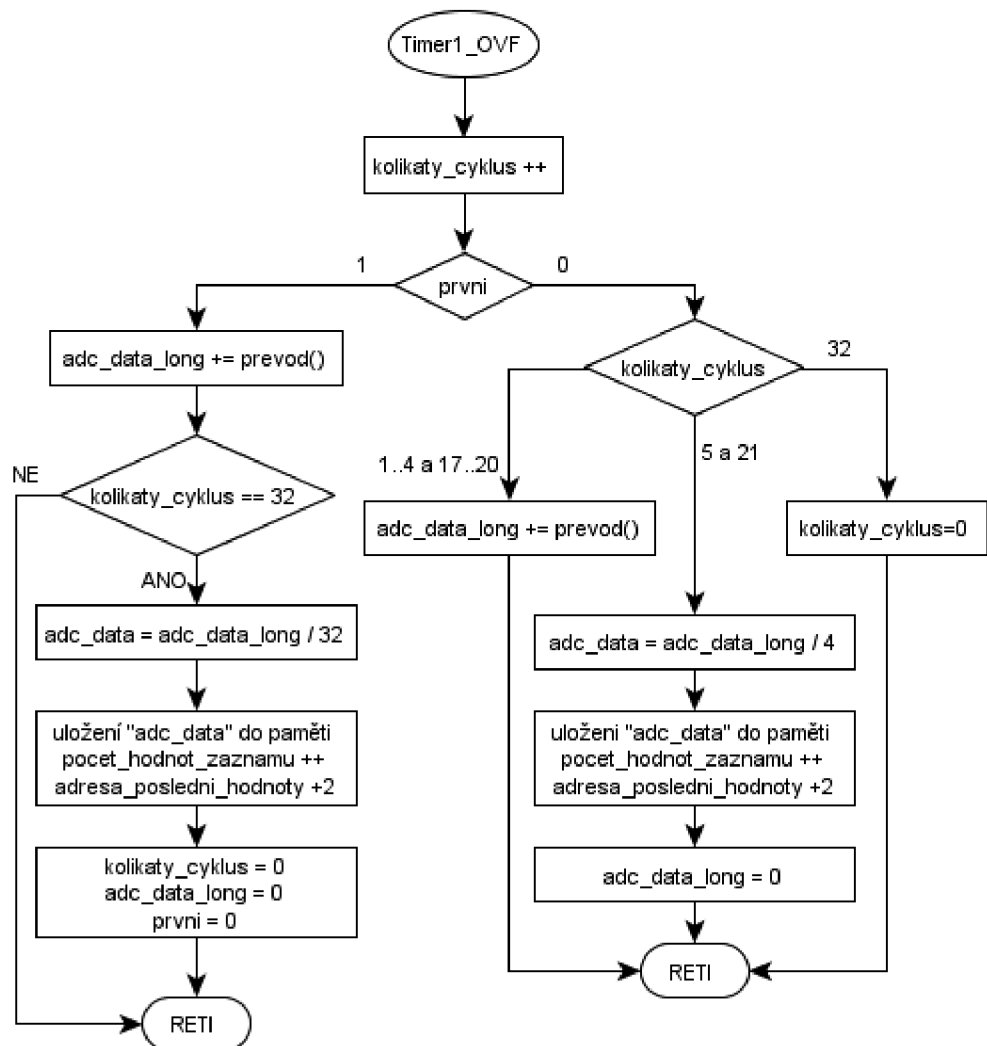 Timer1_OVF
kolikaty_cyklus ++
prvni
1
0
adc_data_long += prevod()
kolikaty_cyklus == 32
NE
ANO
adc_data = adc_data_long / 32
uložení "adc_data" do paměti
pocet_hodnot_zaznamu ++
adresa_posledni_hodnoty +2
kolikaty_cyklus = 0
adc_data_long = 0
prvni = 0
RETI
kolikaty_cyklus
32
1..4 a 17..20
5 a 21
adc_data_long += prevod()
kolikaty_cyklus=0
adc_data = adc_data_long / 4
uloženi "adc_data" do paměti
pocet_hodnot_zaznamu ++
adresa_posledni_hodnoty +2
adc_data_long = 0
RETI